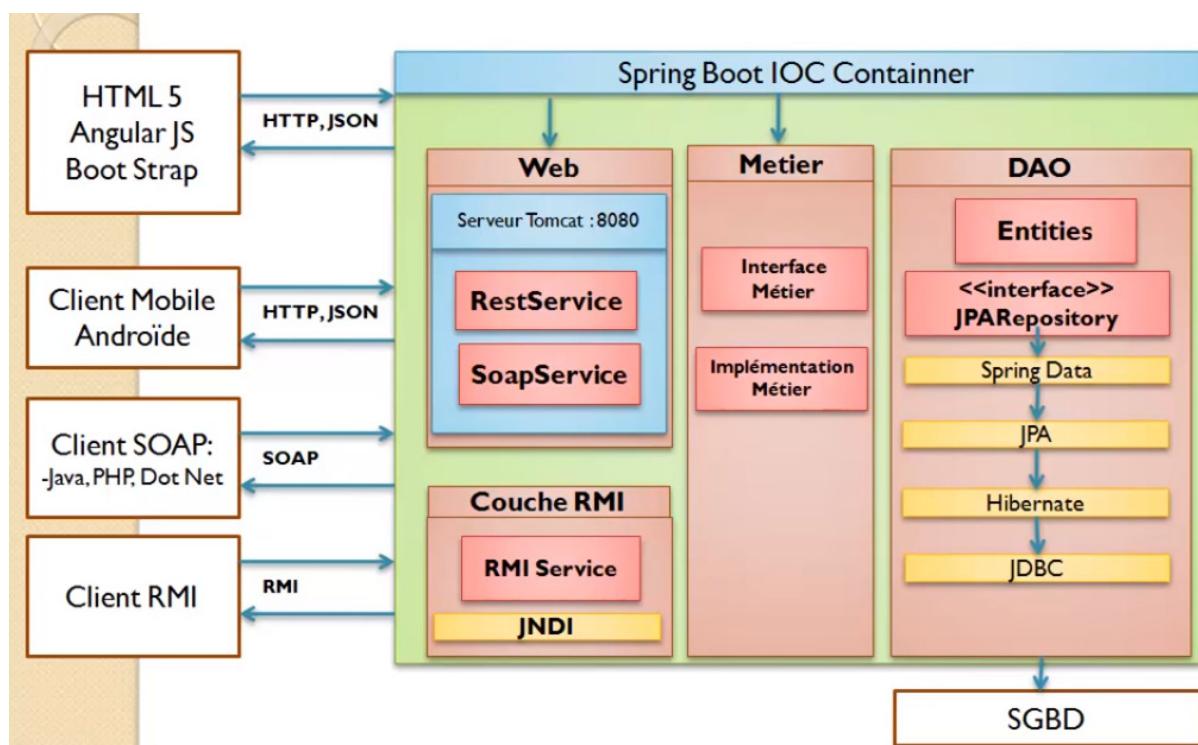 HTML 5
Angular JS
Boot Strap
HTTP, JSON
Client Mobile
Androïde
HTTP, JSON
Client SOAP:
-Java, PHP, Dot Net
SOAP
Client RMI
RMI
Spring Boot IOC Containner
Web
Serveur Tomcat : 8080
RestService
SoapService
Couche RMI
RMI Service
JNDI
Metier
Interface
Métier
Implémentation
Métier
DAO
Entities
<<interface>>
JPARepository
Spring Data
JPA
Hibernate
JDBC
SGBD